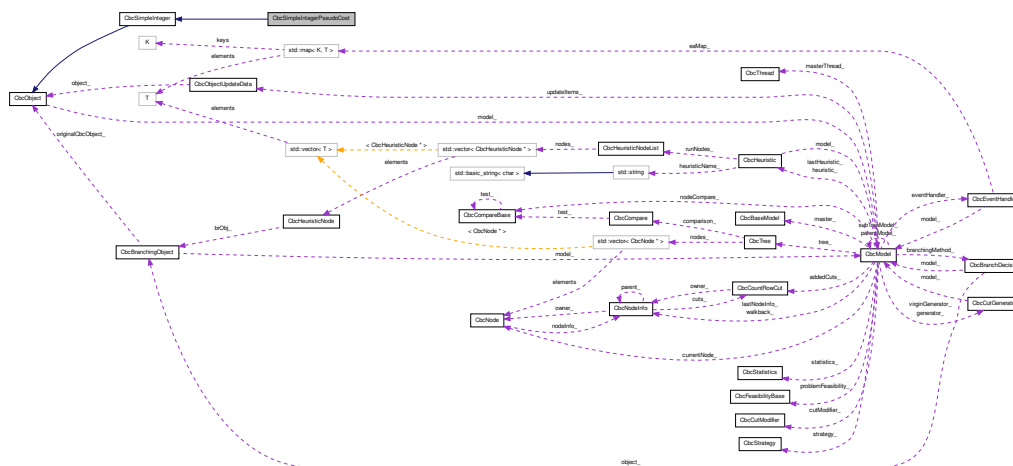 CbcSimpleInteger
CbcSimpleIntegerPseudoCost
K
keys
std::map< K, T >
eaMap_
elements
masterThread_
CbcThread
object_
CbcObjectUpdateData
updateItems_
CbcObject
T
elements
model_
originalCbcObject_
std::vector< T >
< CbcHeuristicNode * >
std::vector< CbcHeuristicNode * >
nodes_
CbcHeuristicNodeList
runNodes_
CbcHeuristic
model_
lastHeuristic_
heuristic_
elements
std::basic_string< char >
std::string
heuristicName_
CbcHeuristicNode
test_
CbcCompareBase
nodeCompare_
test_
CbcCompare
comparison_
CbcBaseModel
master_
subTreeModel_
parentModel_
eventHandler_
CbcEventHandler
model_
< CbcNode * >
std::vector< CbcNode * >
nodes_
CbcTree
tree_
brObj_
CbcBranchingObject
model_
CbcModel
branchingMethod_
model_
CbcBranchDecision
model_
elements
parent_
owner_
CbcCountRowCut
addedCuts_
cuts_
CbcNodeInfo
lastNodeInfo_
walkback_
virginGenerator_
generator_
CbcCutGenerator
CbcNode
owner_
nodeInfo_
currentNode_
CbcStatistics
statistics_
CbcFeasibilityBase
problemFeasibility_
CbcCutModifier
cutModifier_
CbcStrategy
strategy_
object_